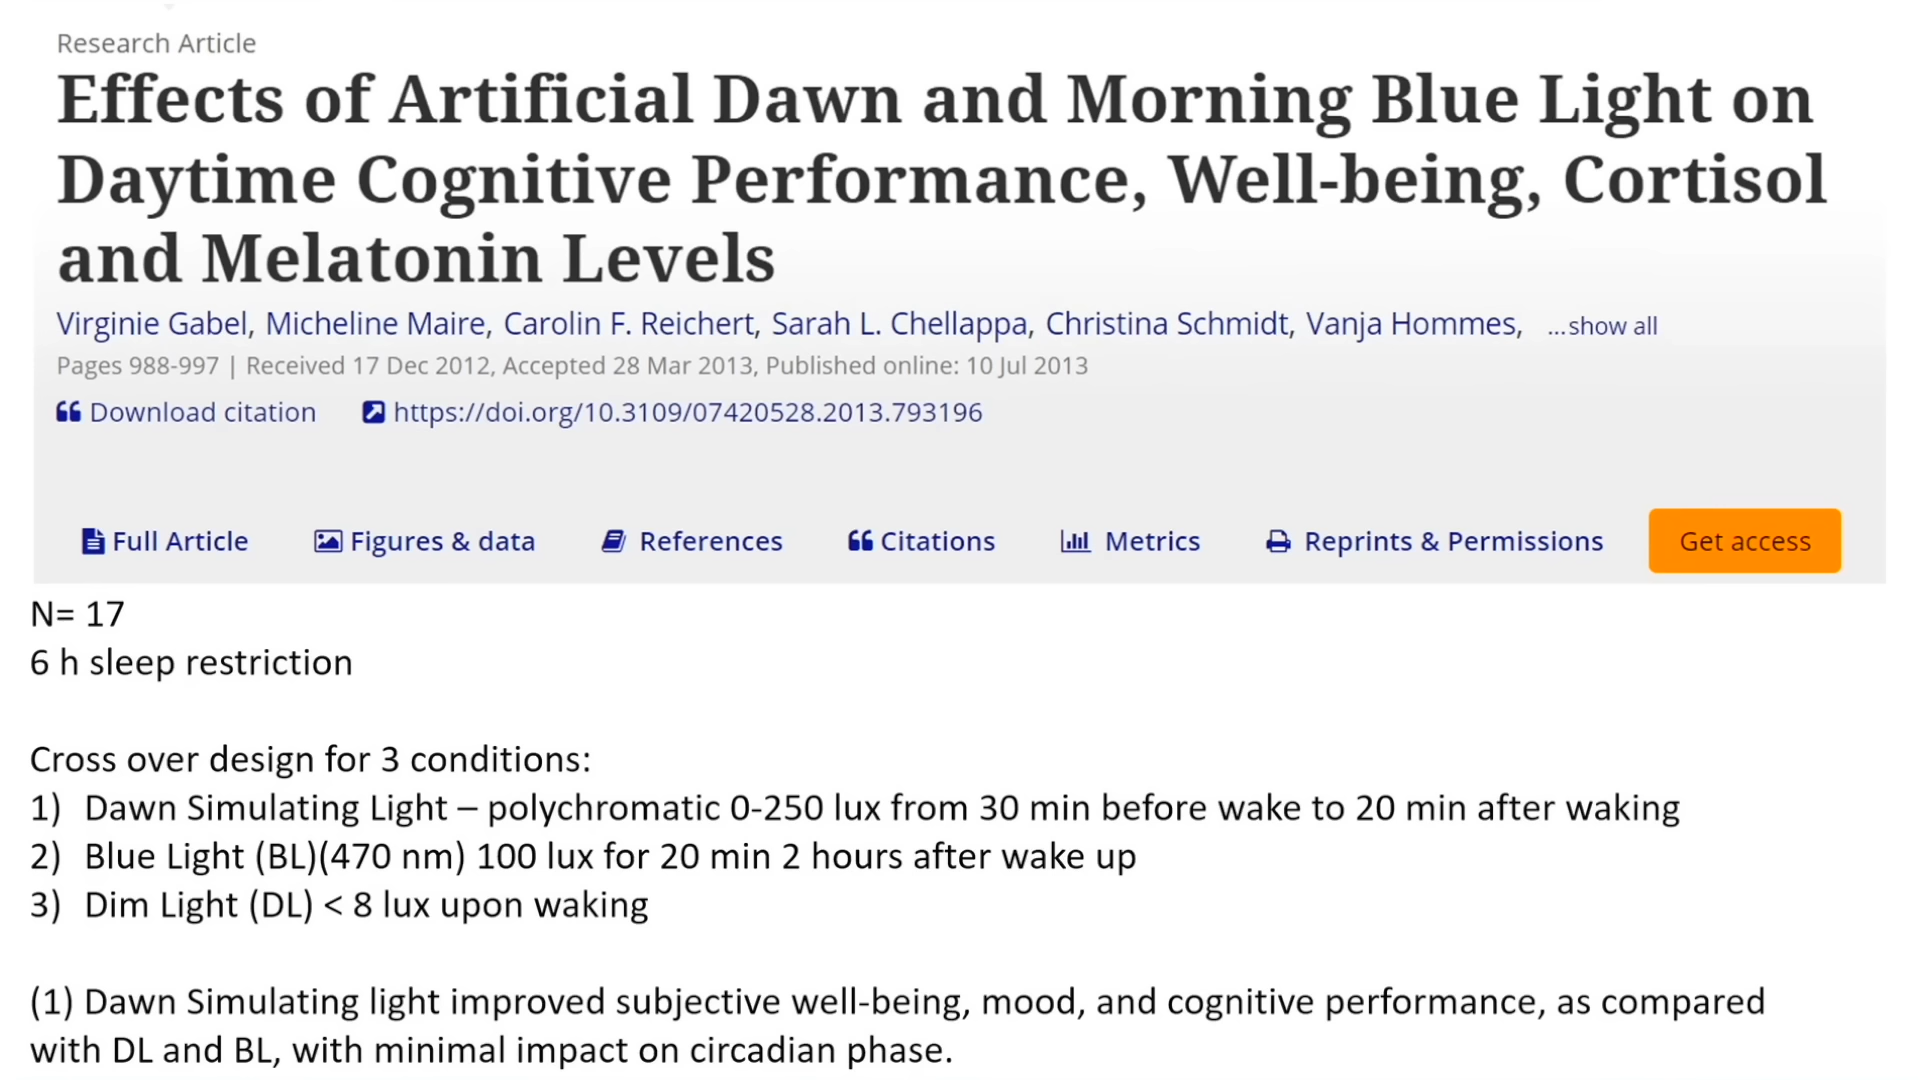 Research Article
Effects of Artificial Dawn and Morning Blue Light on
Daytime Cognitive Performance, Well-being, Cortisol
and Melatonin Levels
Virginie Gabel, Micheline Maire, Carolin F. Reichert, Sarah L. Chellappa, Christina Schmidt, Vanja Hommes, ...show all
Pages 988-997 | Received 17 Dec 2012, Accepted 28 Mar 2013, Published online: 10 Jul 2013
Download citation https://doi.org/10.3109/07420528.2013.793196
Full Article Figures & data References Citations Metrics Reprints & Permissions Get access
N= 17
6 h sleep restriction
Cross over design for 3 conditions:
1) Dawn Simulating Light – polychromatic 0-250 lux from 30 min before wake to 20 min after waking
2) Blue Light (BL)(470 nm) 100 lux for 20 min 2 hours after wake up
3) Dim Light (DL) < 8 lux upon waking
(1) Dawn Simulating light improved subjective well-being, mood, and cognitive performance, as compared
with DL and BL, with minimal impact on circadian phase.